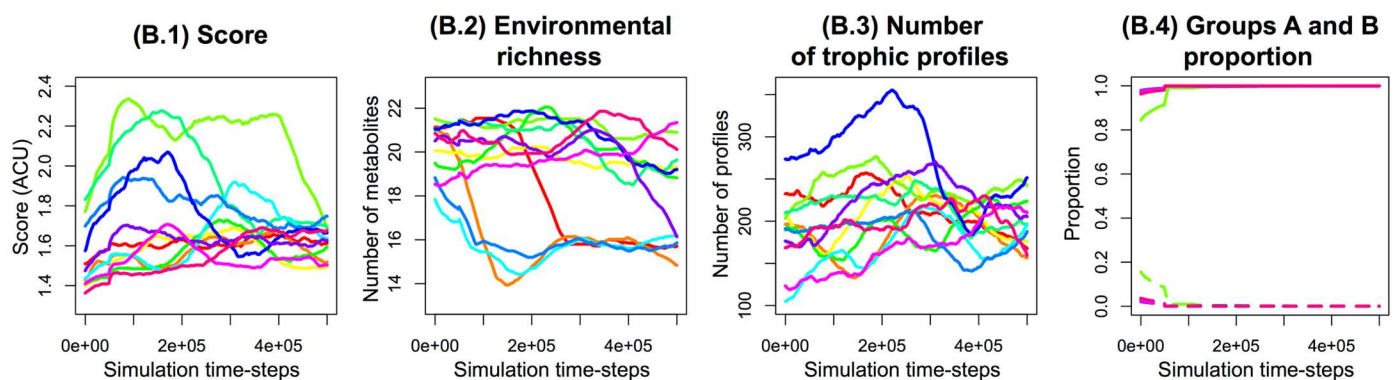 (B.1) Score
2.4
2.2
2.0
1.8
1.6
1.4
Score (ACU)
0e+00
2e+05
4e+05
Simulation time-steps
(B.2) Environmental
richness
22
20
18
16
14
Number of metabolites
0e+00
2e+05
4e+05
Simulation time-steps
(B.3) Number
of trophic profiles
300
200
100
Number of profiles
0e+00
2e+05
4e+05
Simulation time-steps
(B.4) Groups A and B
proportion
1.0
0.8
0.6
0.4
0.2
0.0
Proportion
0e+00
2e+05
4e+05
Simulation time-steps